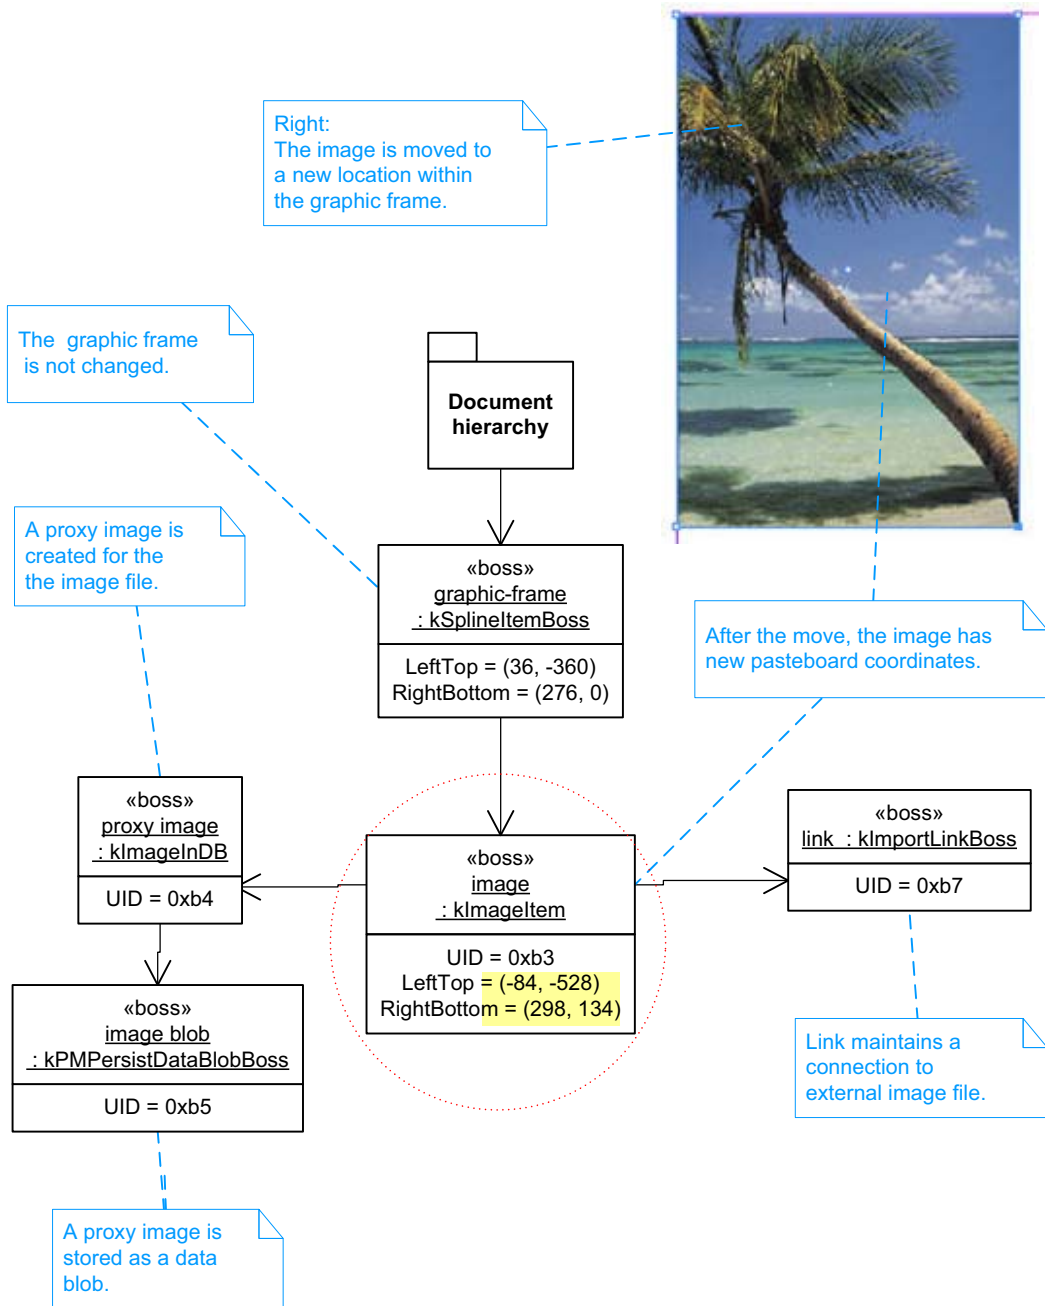 Right:
The image is moved to
a new location within
the graphic frame.
The  graphic frame
is not changed.
Document
hierarchy
A proxy image is
created for the
the image file.
«boss»
graphic-frame
: kSplineItemBoss
LeftTop = (36, -360)
RightBottom = (276, 0)
After the move, the image has
new pasteboard coordinates.
«boss»
proxy image
: kImageInDB
UID = 0xb4
«boss»
image
: kImageItem
UID = 0xb3
LeftTop = (-84, -528)
RightBottom = (298, 134)
«boss»
link : kImportLinkBoss
UID = 0xb7
«boss»
image blob
: kPMPersistDataBlobBoss
UID = 0xb5
Link maintains a
connection to
external image file.
A proxy image is
stored as a data
blob.